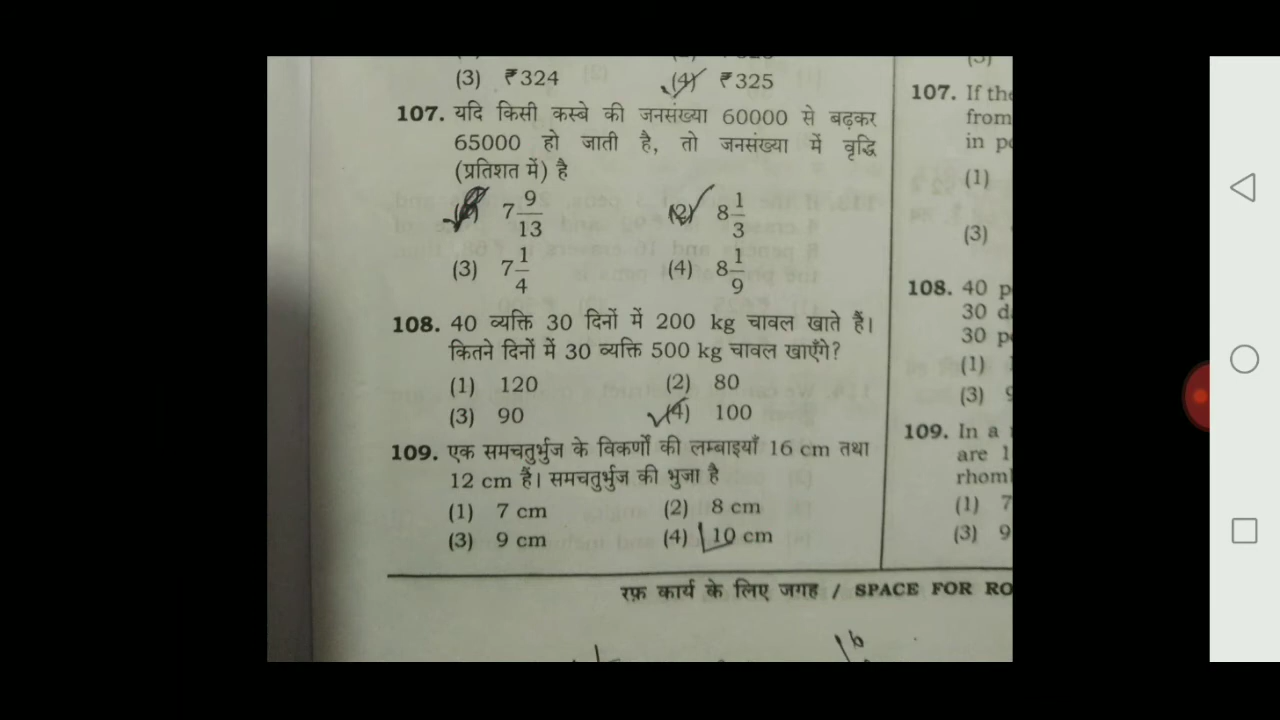 (3) ₹324 (4) ₹325
107. यदि किसी कस्बे की जनसंख्या 60000 से बढ़कर
65000 हो जाती है, तो जनसंख्या में वृद्धि
(प्रतिशत में) है
7 9/13 (2) 8 1/3
(3) 7 1/4 (4) 8 1/9
108. 40 व्यक्ति 30 दिनों में 200 kg चावल खाते हैं।
कितने दिनों में 30 व्यक्ति 500 kg चावल खाएँगे?
(1) 120 (2) 80
(3) 90 (4) 100
109. एक समचतुर्भुज के विकर्णों की लम्बाइयाँ 16 cm तथा
12 cm हैं। समचतुर्भुज की भुजा है
(1) 7 cm (2) 8 cm
(3) 9 cm (4) 10 cm
रफ़ कार्य के लिए जगह / SPACE FOR RO
(3)
107. If the
from
in p
(1)
(3)
108. 40 p
30 d
30 p
(1)
(3) 9
109. In a
are 1
rhom
(1) 7
(3) 9